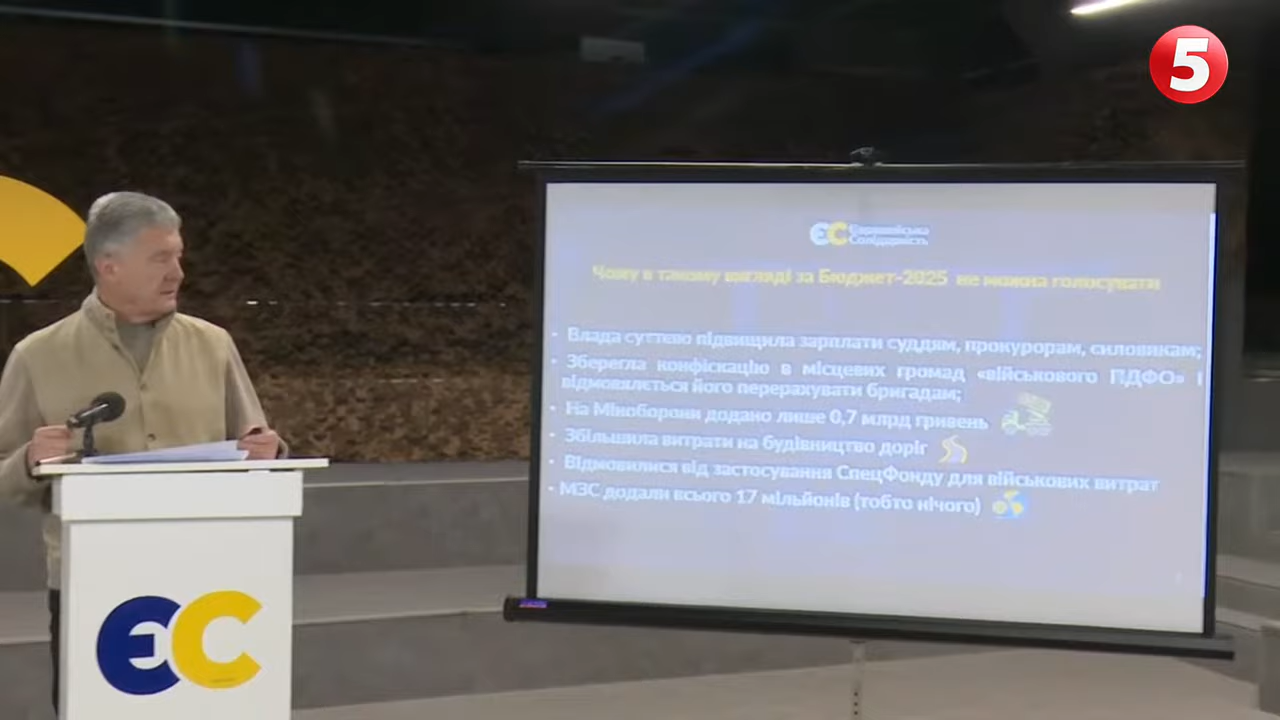 5
ЄС Європейська
Солідарність
Чому в такому вигляді за Бюджет-2025 не можна голосувати
• Влада суттєво підвищила зарплати суддям, прокурорам, силовикам;
• Зберегла конфіскацію в місцевих громад «військового ПДФО» і
відмовляється його перерахувати бригадам;
• На Міноборони додано лише 0,7 млрд гривень
• Збільшила витрати на будівництво доріг
• Відмовилися від застосування СпецФонду для військових витрат
• МЗС додали всього 17 мільйонів (тобто нічого)
ЄС